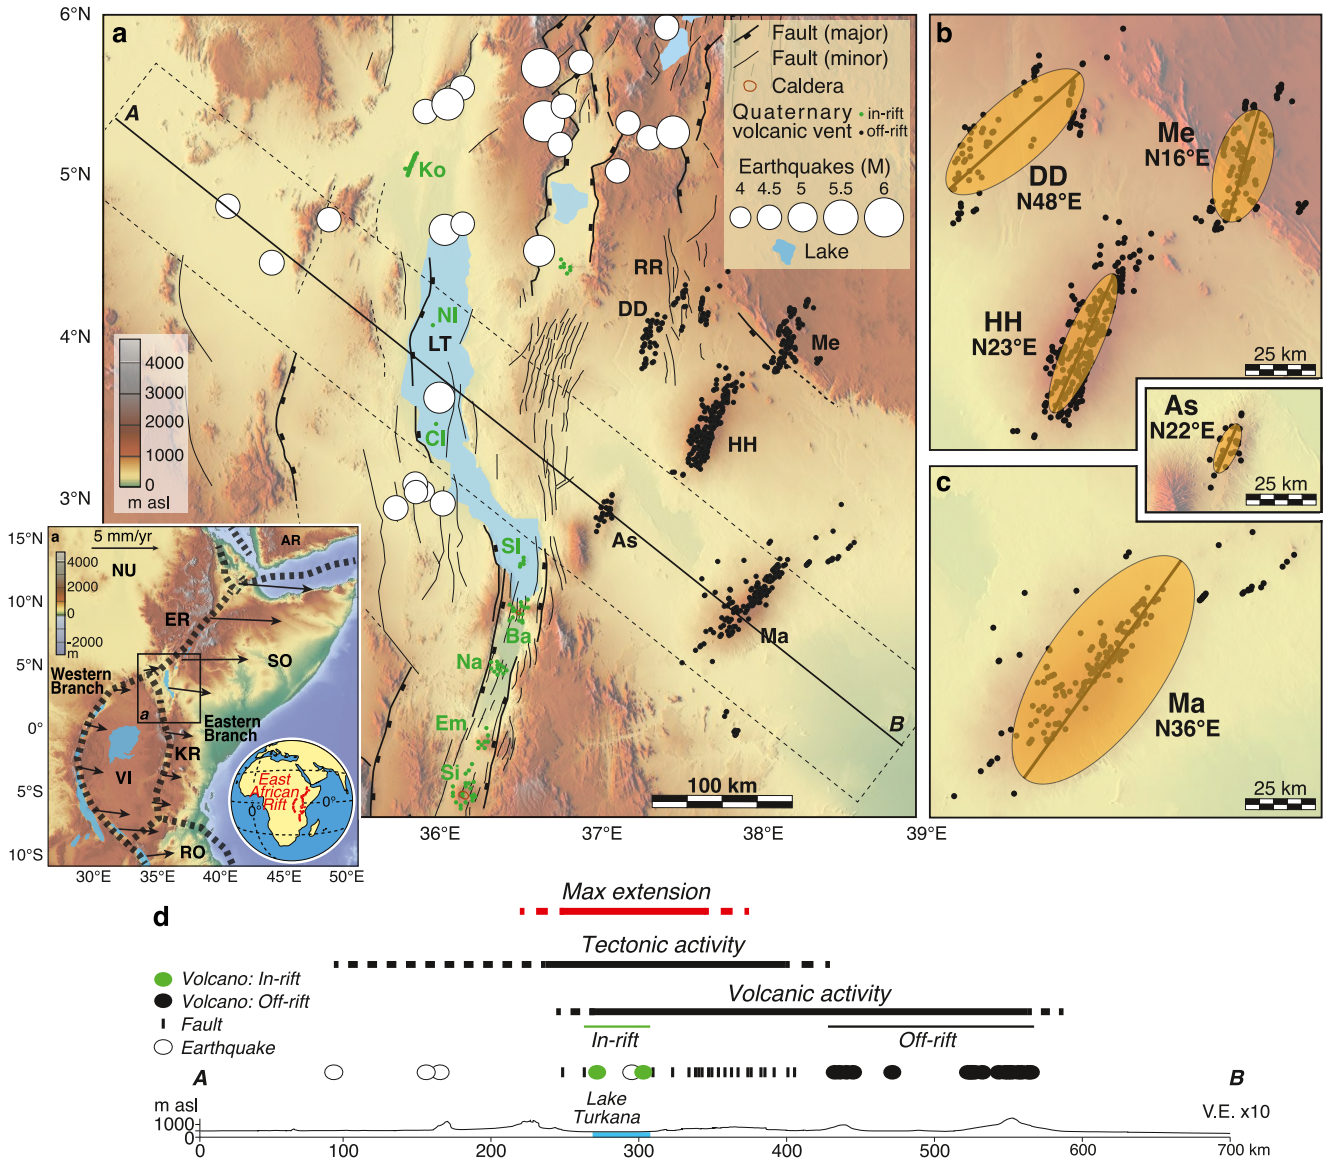 6°N
5°N
4°N
3°N
a
A
Ko
NI
LT
CI
SI
Ba
Na
Em
Si
RR
DD
Me
HH
As
Ma
B
Fault (major)
Fault (minor)
Caldera
Quaternary
volcanic vent
in-rift
off-rift
Earthquakes (M)
4 4.5 5 5.5 6
Lake
4000
3000
2000
1000
0
m asl
100 km
36°E 37°E 38°E 39°E
b
DD
N48°E
Me
N16°E
HH
N23°E
25 km
As
N22°E
25 km
c
Ma
N36°E
25 km
a
5 mm/yr
4000
2000
0
-2000
m
NU
AR
ER
SO
Western
Branch
a
Eastern
Branch
KR
VI
RO
East
African
Rift
0°
0°
15°N
10°N
5°N
0°
5°S
10°S
30°E 35°E 40°E 45°E 50°E
d
Max extension
Tectonic activity
Volcanic activity
Volcano: In-rift
Volcano: Off-rift
Fault
Earthquake
In-rift
Off-rift
A
B
Lake
Turkana
V.E. x10
m asl
1000
0
0 100 200 300 400 500 600 700 km